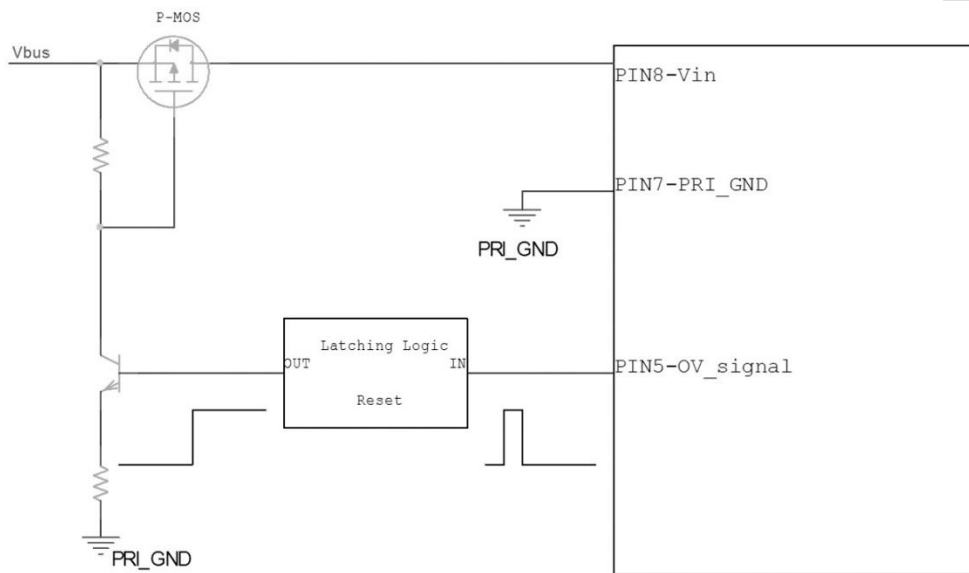 P-MOS
Vbus
PIN8-Vin
PIN7-PRI_GND
PRI_GND
Latching Logic
OUT
IN
PIN5-OV_signal
Reset
PRI_GND